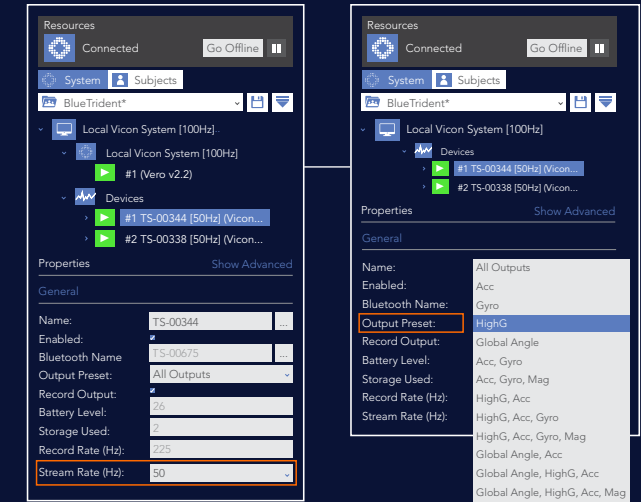 Resources
Connected
Go Offline
System
Subjects
BlueTrident*
Local Vicon System [100Hz]..
Local Vicon System [100Hz]
#1 (Vero v2.2)
Devices
#1 TS-00344 [50Hz] (Vicon...
#2 TS-00338 [50Hz] (Vicon...
Properties
Show Advanced
General
Name:
TS-00344
...
Enabled:
Bluetooth Name
TS-00675
...
Output Preset:
All Outputs
Record Output:
Battery Level:
26
Storage Used:
2
Record Rate (Hz):
225
Stream Rate (Hz):
50
Resources
Connected
Go Offline
System
Subjects
BlueTrident*
Local Vicon System [100Hz]
Devices
#1 TS-00344 [50Hz] (Vicon...
#2 TS-00338 [50Hz] (Vicon...
Properties
Show Advanced
General
Name:
Enabled:
Bluetooth Name:
Output Preset:
Record Output:
Battery Level:
Storage Used:
Record Rate (Hz):
Stream Rate (Hz):
All Outputs
Acc
Gyro
HighG
Global Angle
Acc, Gyro
Acc, Gyro, Mag
HighG, Acc
HighG, Acc, Gyro
HighG, Acc, Gyro, Mag
Global Angle, Acc
Global Angle, HighG, Acc
Global Angle, HighG, Acc, Mag